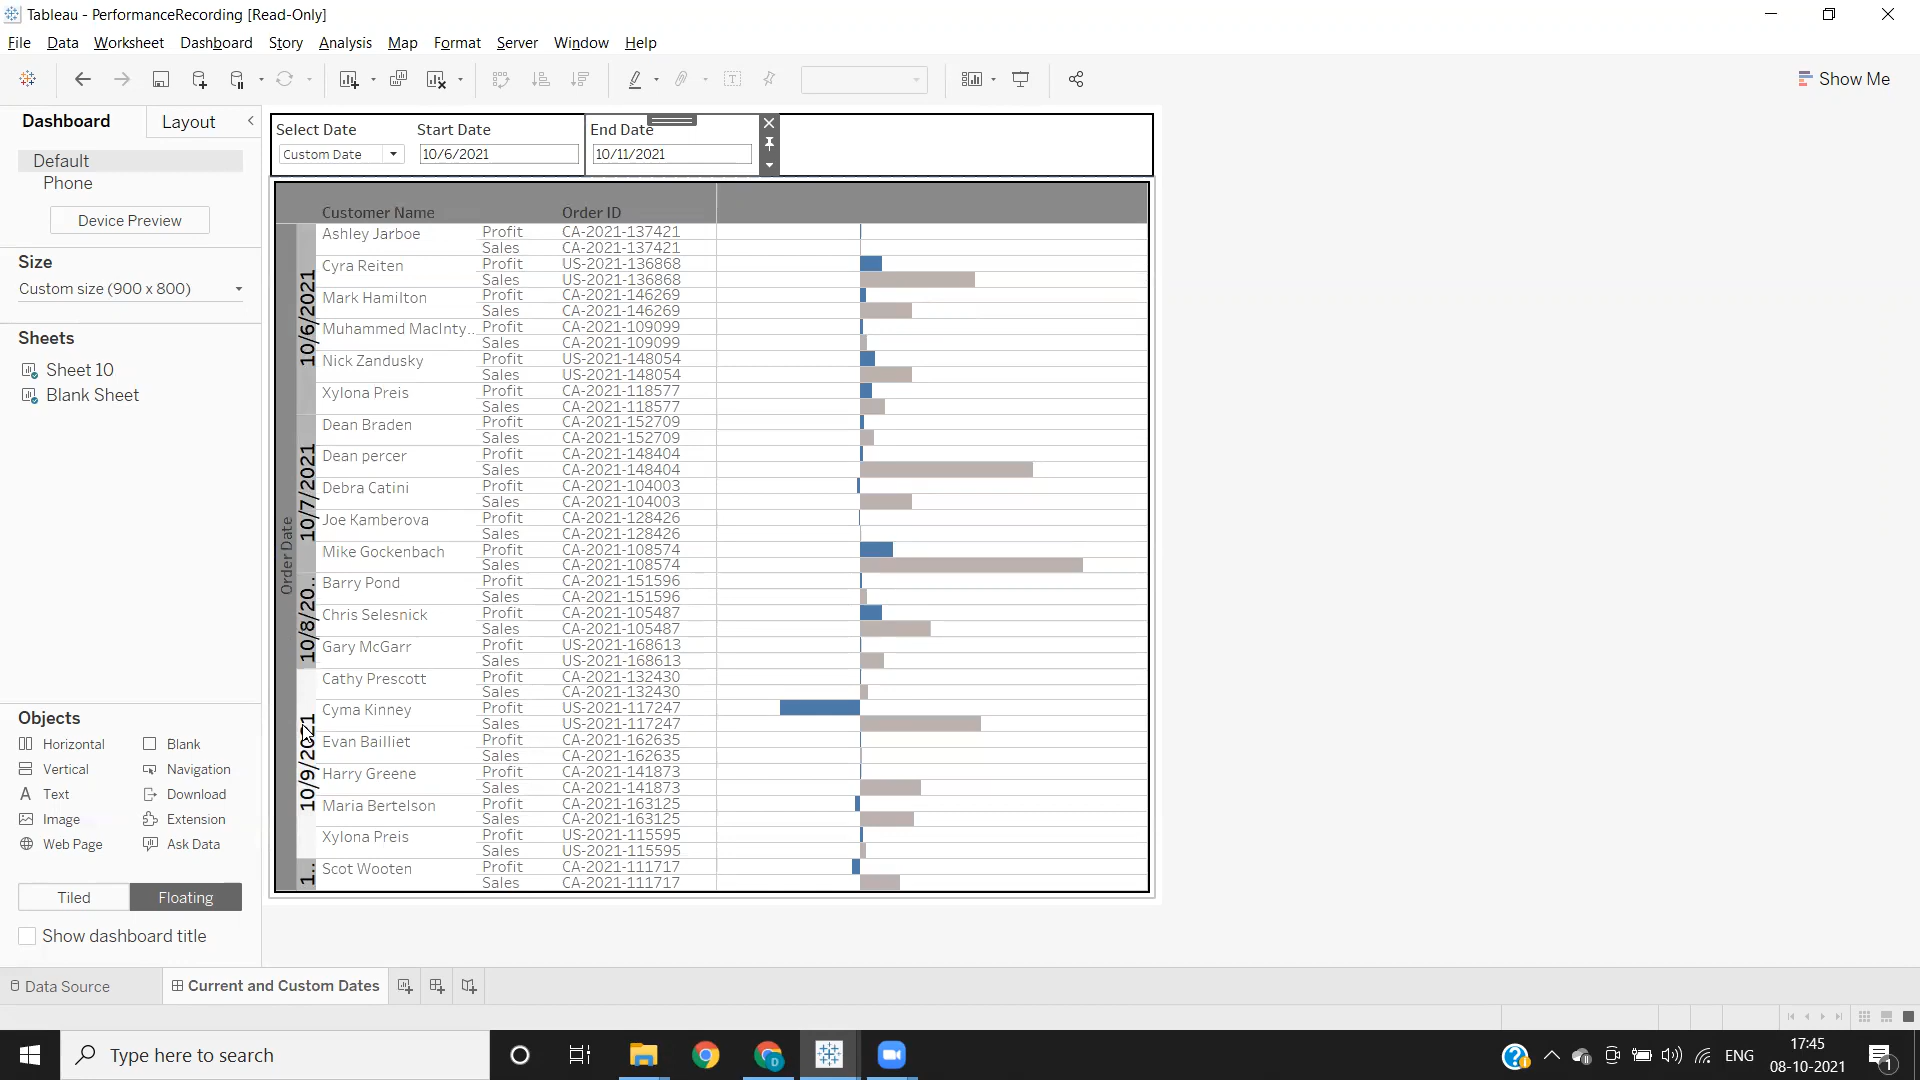 Tableau - PerformanceRecording [Read-Only]
File Data Worksheet Dashboard Story Analysis Map Format Server Window Help
Show Me
Dashboard Layout
Default
Phone
Device Preview
Size
Custom size (900 x 800)
Sheets
Sheet 10
Blank Sheet
Objects
Horizontal Blank
Vertical Navigation
Text Download
Image Extension
Web Page Ask Data
Tiled Floating
Show dashboard title
Select Date Start Date End Date
Custom Date 10/6/2021 10/11/2021
Customer Name Order ID
Order Date
10/6/2021
Ashley Jarboe Profit CA-2021-137421
Sales CA-2021-137421
Cyra Reiten Profit US-2021-136868
Sales US-2021-136868
Mark Hamilton Profit CA-2021-146269
Sales CA-2021-146269
Muhammed MacInty.. Profit CA-2021-109099
Sales CA-2021-109099
Nick Zandusky Profit US-2021-148054
Sales US-2021-148054
Xylona Preis Profit CA-2021-118577
Sales CA-2021-118577
10/7/2021
Dean Braden Profit CA-2021-152709
Sales CA-2021-152709
Dean percer Profit CA-2021-148404
Sales CA-2021-148404
Debra Catini Profit CA-2021-104003
Sales CA-2021-104003
Joe Kamberova Profit CA-2021-128426
Sales CA-2021-128426
Mike Gockenbach Profit CA-2021-108574
Sales CA-2021-108574
10/8/20..
Barry Pond Profit CA-2021-151596
Sales CA-2021-151596
Chris Selesnick Profit CA-2021-105487
Sales CA-2021-105487
Gary McGarr Profit US-2021-168613
Sales US-2021-168613
10/9/2021
Cathy Prescott Profit CA-2021-132430
Sales CA-2021-132430
Cyma Kinney Profit US-2021-117247
Sales US-2021-117247
Evan Bailliet Profit CA-2021-162635
Sales CA-2021-162635
Harry Greene Profit CA-2021-141873
Sales CA-2021-141873
Maria Bertelson Profit CA-2021-163125
Sales CA-2021-163125
Xylona Preis Profit US-2021-115595
Sales US-2021-115595
1..
Scot Wooten Profit CA-2021-111717
Sales CA-2021-111717
Data Source Current and Custom Dates
Type here to search
ENG
17:45
08-10-2021
1